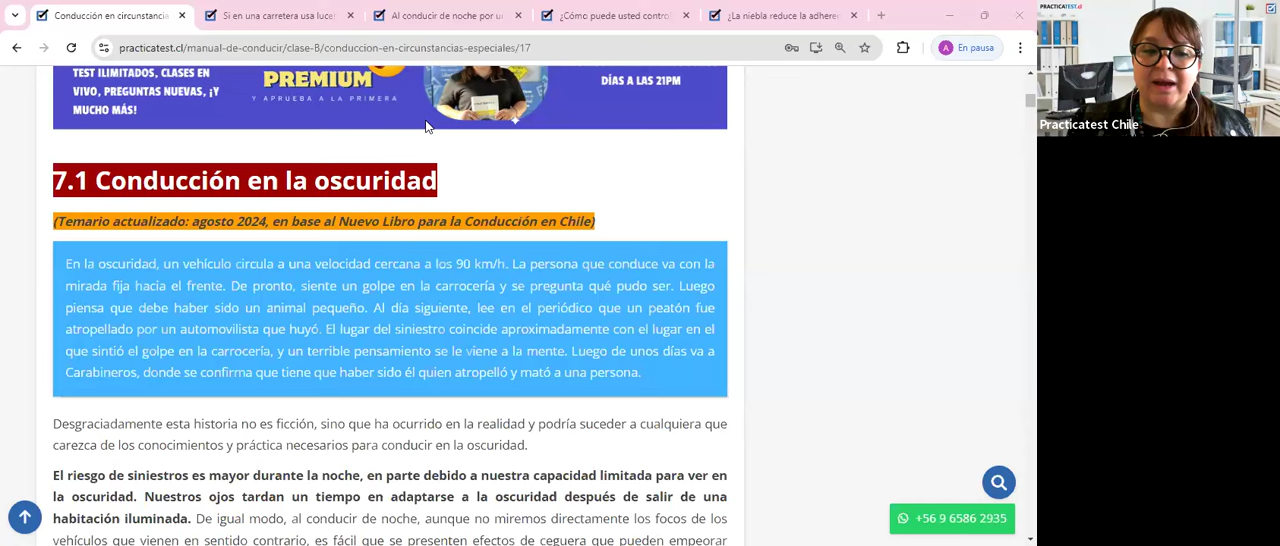 Conducción en circunstancia
Si en una carretera usa luce
Al conducir de noche por un
¿Cómo puede usted control
¿La niebla reduce la adheren
practicatest.cl/manual-de-conducir/clase-B/conduccion-en-circunstancias-especiales/17
A
En pausa
PRACTICATEST.cl
Practicatest Chile
TEST ILIMITADOS, CLASES EN
VIVO, PREGUNTAS NUEVAS, ¡Y
MUCHO MÁS!
PREMIUM
Y APRUEBA A LA PRIMERA
DÍAS A LAS 21PM
7.1 Conducción en la oscuridad
(Temario actualizado: agosto 2024, en base al Nuevo Libro para la Conducción en Chile)
En la oscuridad, un vehículo circula a una velocidad cercana a los 90 km/h. La persona que conduce va con la
mirada fija hacia el frente. De pronto, siente un golpe en la carrocería y se pregunta qué pudo ser. Luego
piensa que debe haber sido un animal pequeño. Al día siguiente, lee en el periódico que un peatón fue
atropellado por un automovilista que huyó. El lugar del siniestro coincide aproximadamente con el lugar en el
que sintió el golpe en la carrocería, y un terrible pensamiento se le viene a la mente. Luego de unos días va a
Carabineros, donde se confirma que tiene que haber sido él quien atropelló y mató a una persona.
Desgraciadamente esta historia no es ficción, sino que ha ocurrido en la realidad y podría suceder a cualquiera que
carezca de los conocimientos y práctica necesarios para conducir en la oscuridad.
El riesgo de siniestros es mayor durante la noche, en parte debido a nuestra capacidad limitada para ver en
la oscuridad. Nuestros ojos tardan un tiempo en adaptarse a la oscuridad después de salir de una
habitación iluminada. De igual modo, al conducir de noche, aunque no miremos directamente los focos de los
vehículos que vienen en sentido contrario, es fácil que se presenten efectos de ceguera que pueden empeorar
+56 9 6586 2935